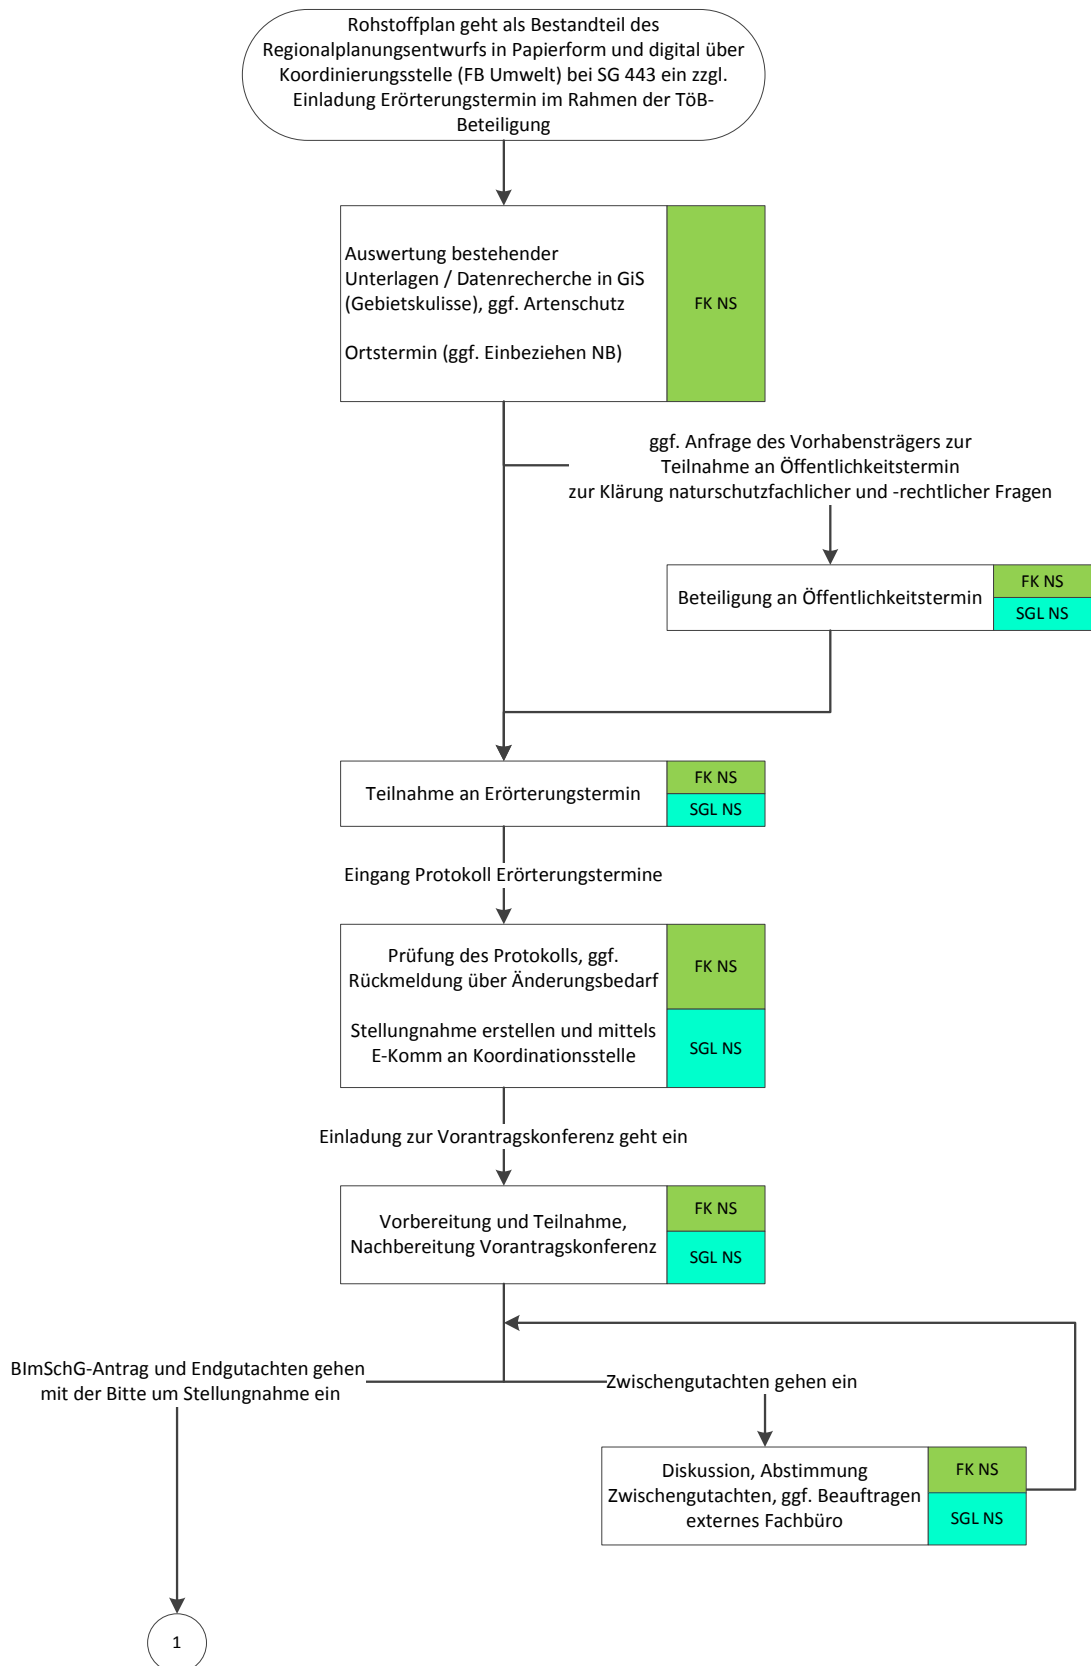 Rohstoffplan geht als Bestandteil des
Regionalplanungsentwurfs in Papierform und digital über
Koordinierungsstelle (FB Umwelt) bei SG 443 ein zzgl.
Einladung Erörterungstermin im Rahmen der TöB-
Beteiligung
Auswertung bestehender
Unterlagen / Datenrecherche in GiS
(Gebietskulisse), ggf. Artenschutz
Ortstermin (ggf. Einbeziehen NB)
FK NS
ggf. Anfrage des Vorhabensträgers zur
Teilnahme an Öffentlichkeitstermin
zur Klärung naturschutzfachlicher und -rechtlicher Fragen
Beteiligung an Öffentlichkeitstermin
FK NS
SGL NS
Teilnahme an Erörterungstermin
FK NS
SGL NS
Eingang Protokoll Erörterungstermine
Prüfung des Protokolls, ggf.
Rückmeldung über Änderungsbedarf
Stellungnahme erstellen und mittels
E-Komm an Koordinationsstelle
FK NS
SGL NS
Einladung zur Vorantragskonferenz geht ein
Vorbereitung und Teilnahme,
Nachbereitung Vorantragskonferenz
FK NS
SGL NS
BImSchG-Antrag und Endgutachten gehen
mit der Bitte um Stellungnahme ein
Zwischengutachten gehen ein
Diskussion, Abstimmung
Zwischengutachten, ggf. Beauftragen
externes Fachbüro
FK NS
SGL NS
1